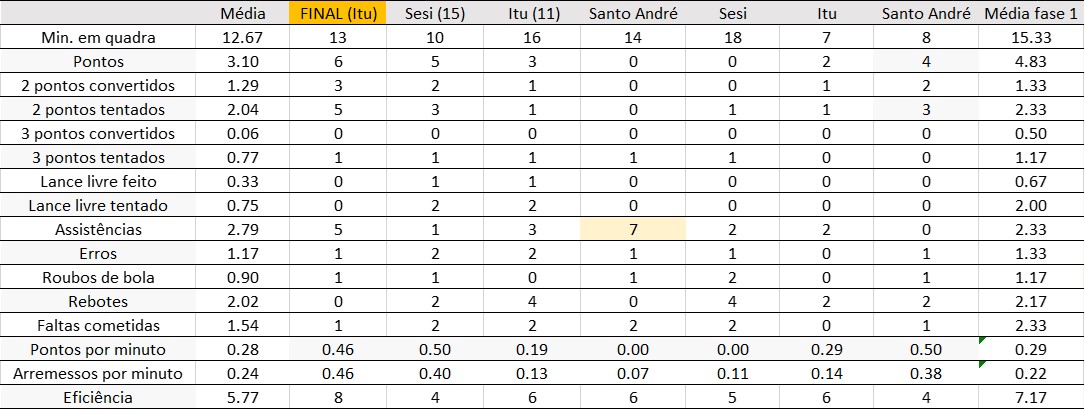 Média FINAL (Itu) Sesi (15) Itu (11) Santo André Sesi Itu Santo André Média fase 1
Min. em quadra 12.67 13 10 16 14 18 7 8 15.33
Pontos 3.10 6 5 3 0 0 2 4 4.83
2 pontos convertidos 1.29 3 2 1 0 0 1 2 1.33
2 pontos tentados 2.04 5 3 1 0 1 1 3 2.33
3 pontos convertidos 0.06 0 0 0 0 0 0 0 0.50
3 pontos tentados 0.77 1 1 1 1 1 0 0 1.17
Lance livre feito 0.33 0 1 1 0 0 0 0 0.67
Lance livre tentado 0.75 0 2 2 0 0 0 0 2.00
Assistências 2.79 5 1 3 7 2 2 0 2.33
Erros 1.17 1 2 2 1 1 0 1 1.33
Roubos de bola 0.90 1 1 0 1 2 0 1 1.17
Rebotes 2.02 0 2 4 0 4 2 2 2.17
Faltas cometidas 1.54 1 2 2 2 2 0 1 2.33
Pontos por minuto 0.28 0.46 0.50 0.19 0.00 0.00 0.29 0.50 0.29
Arremessos por minuto 0.24 0.46 0.40 0.13 0.07 0.11 0.14 0.38 0.22
Eficiência 5.77 8 4 6 6 5 6 4 7.17